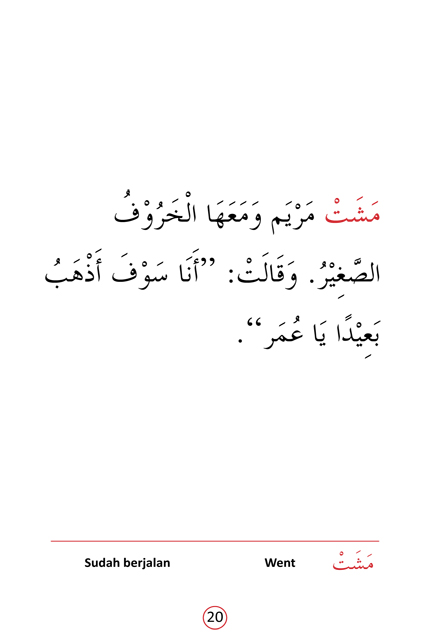 مَشَتْ مَرْيَم وَمَعَهَا الْخَرُوْفُ
الصَّغِيْرُ. وَقَالَتْ: ”أَنَا سَوْفَ أَذْهَبُ
بَعِيْدًا يَا عُمَر“.
Sudah berjalan Went مَشَتْ
20